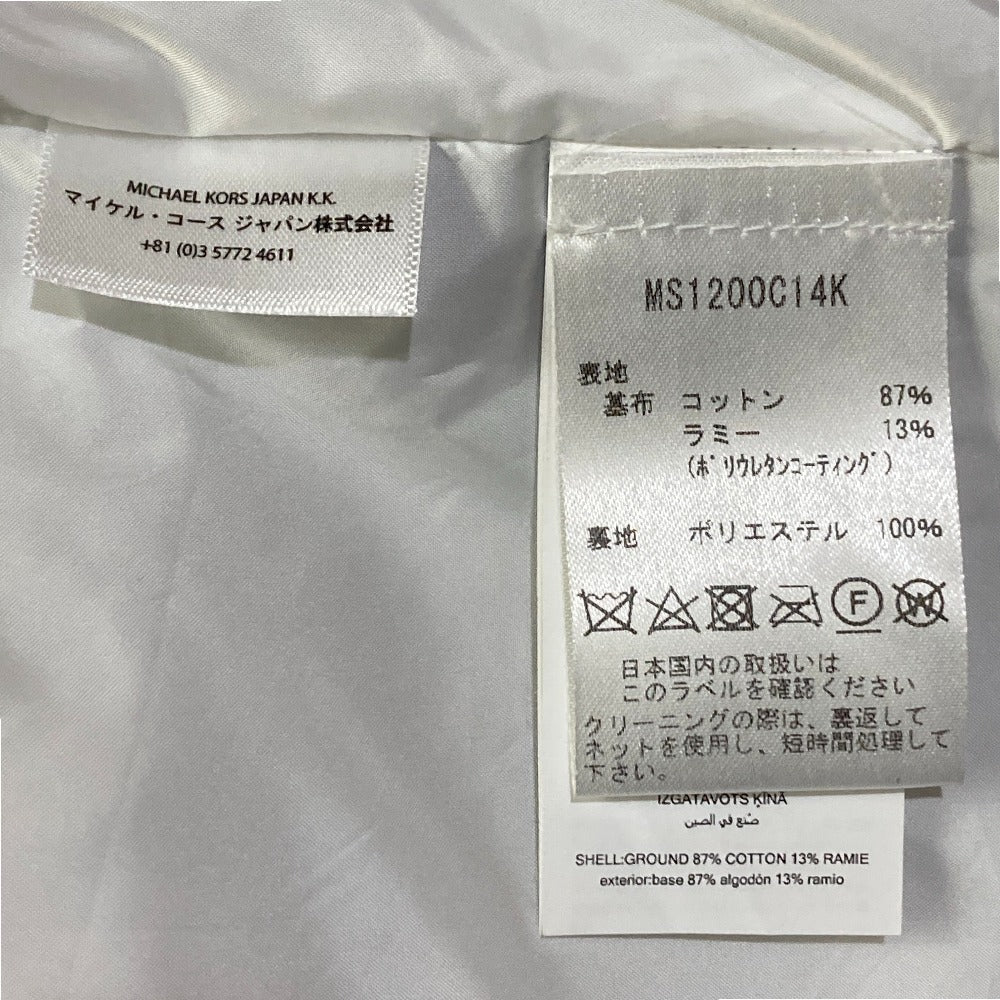 MICHAEL KORS JAPAN K.K.
マイケル・コース ジャパン株式会社
+81 (0)3 5772 4611
MS1200C14K
表地
基布 コットン 87%
ラミー 13%
(ポリウレタンコーティング)
裏地 ポリエステル 100%
F
W
日本国内の取扱いは
このラベルを確認ください
クリーニングの際は、裏返して
ネットを使用し、短時間処理して
下さい。
IZGATAVOTS ĶĪNĀ
صُنع في الصين
SHELL:GROUND 87% COTTON 13% RAMIE
exterior:base 87% algodón 13% ramio